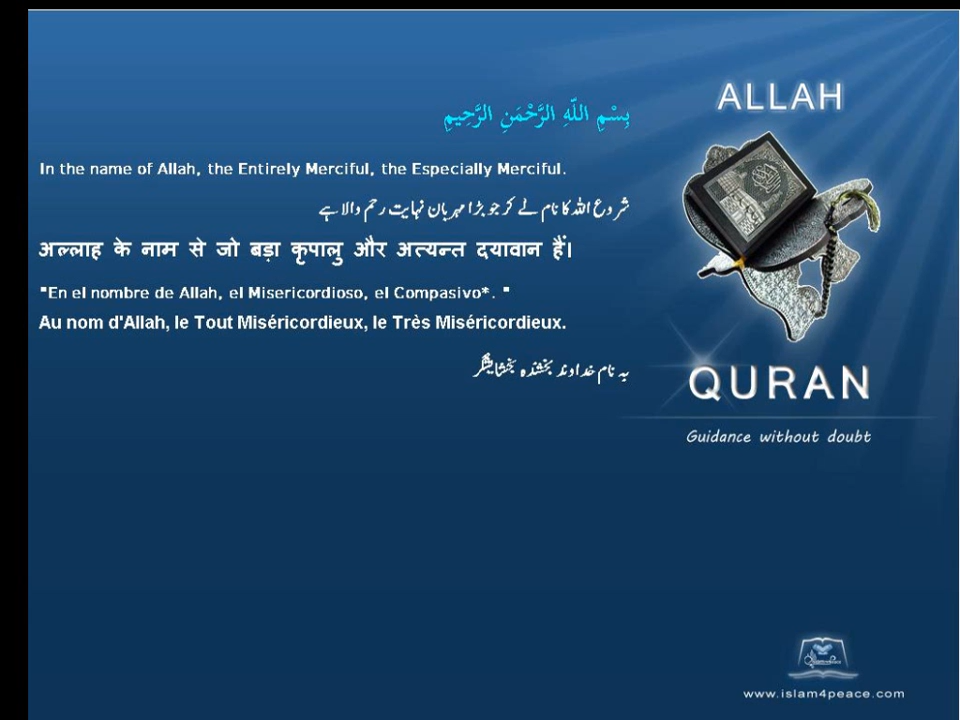 بِسْمِ اللَّهِ الرَّحْمَنِ الرَّحِيمِ
In the name of Allah, the Entirely Merciful, the Especially Merciful.
شروع الله کا نام لے کر جو بڑا مہربان نہایت رحم والا ہے
अल्लाह के नाम से जो बड़ा कृपालु और अत्यन्त दयावान हैं।
"En el nombre de Allah, el Misericordioso, el Compasivo*. "
Au nom d'Allah, le Tout Miséricordieux, le Très Miséricordieux.
به نام خداوند بخشنده بخشایشگر
ALLAH
QURAN
Guidance without doubt
www.islam4peace.com